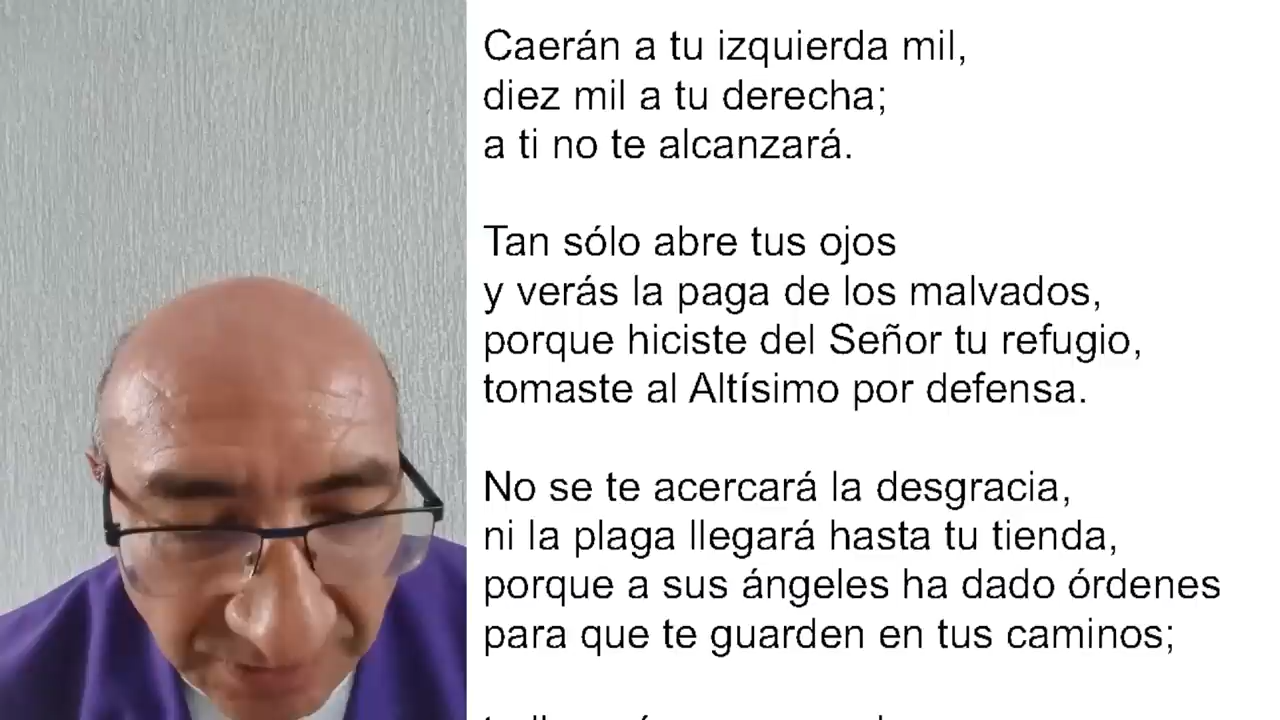 Caerán a tu izquierda mil,
diez mil a tu derecha;
a ti no te alcanzará.
Tan sólo abre tus ojos
y verás la paga de los malvados,
porque hiciste del Señor tu refugio,
tomaste al Altísimo por defensa.
No se te acercará la desgracia,
ni la plaga llegará hasta tu tienda,
porque a sus ángeles ha dado órdenes
para que te guarden en tus caminos;